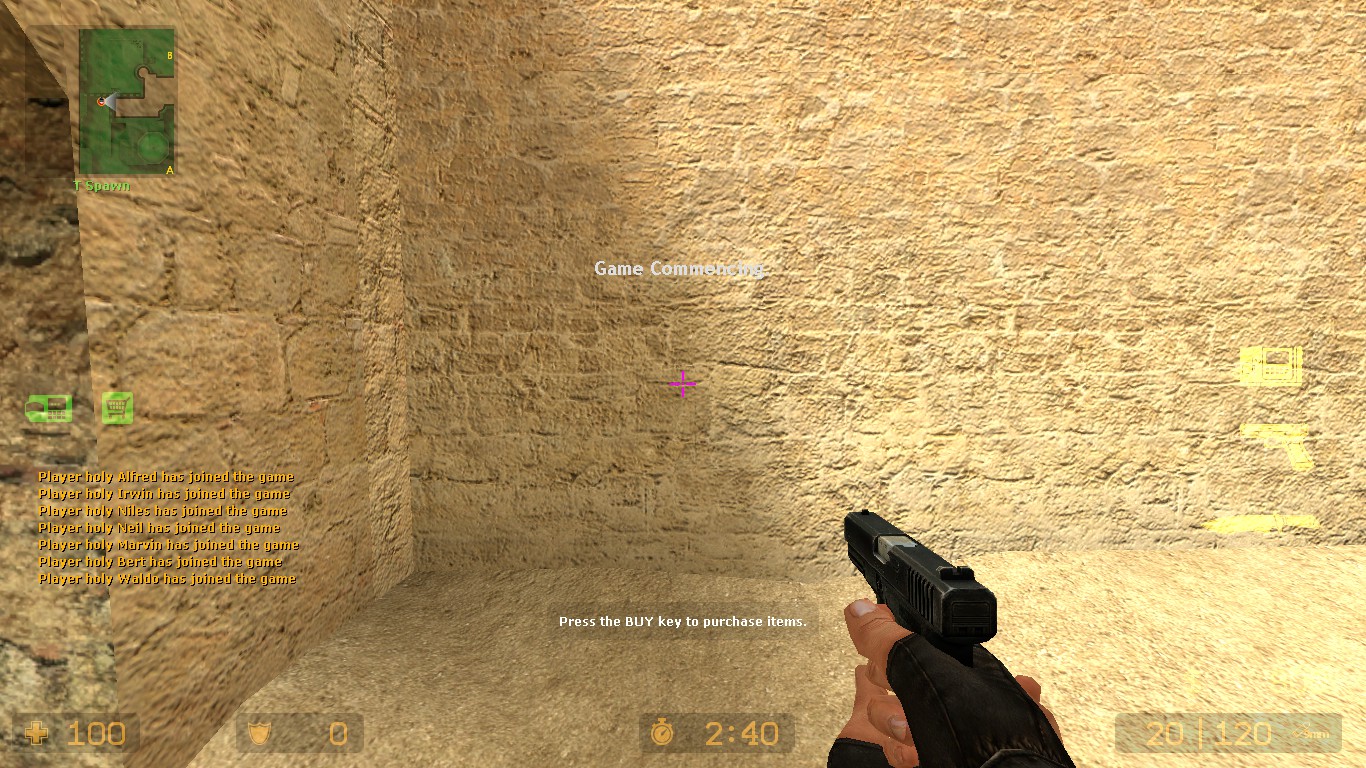 B
A
T Spawn
Game Commencing
Player holy Alfred has joined the game
Player holy Irwin has joined the game
Player holy Niles has joined the game
Player holy Neil has joined the game
Player holy Marvin has joined the game
Player holy Bert has joined the game
Player holy Waldo has joined the game
Press the BUY key to purchase items.
100
0
2:40
20 | 120 9mm